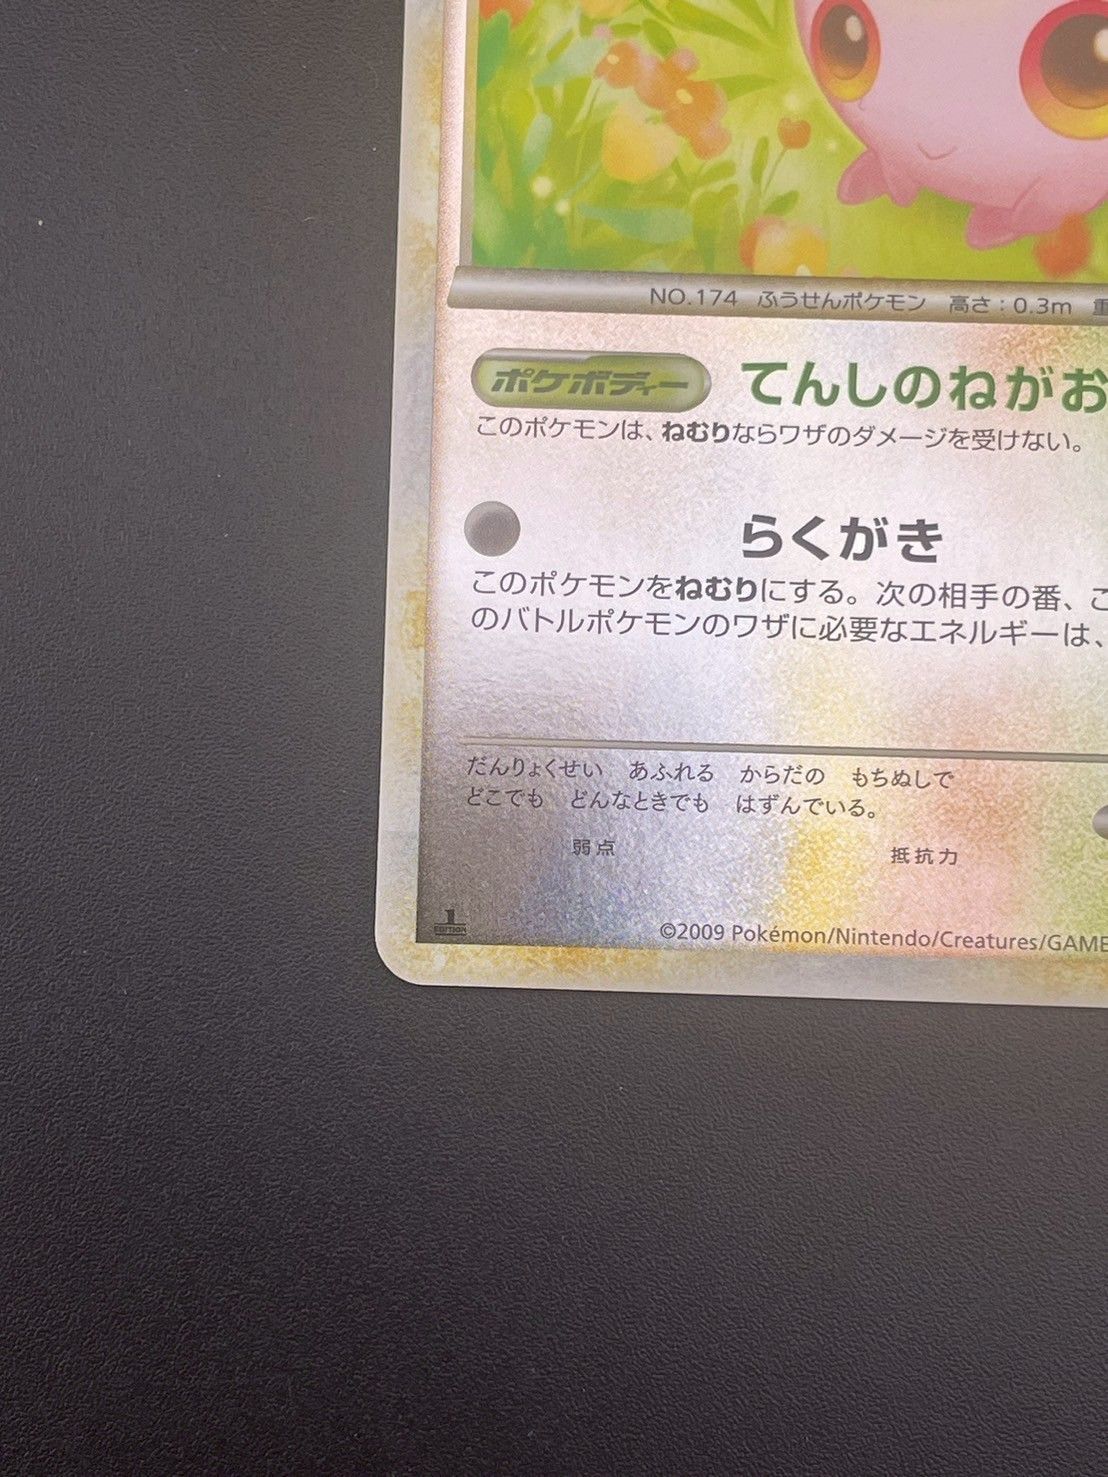 NO.174 ふうせんポケモン 高さ：0.3m 重
ポケボディー てんしのねがお
このポケモンは、ねむりならワザのダメージを受けない。
らくがき
このポケモンをねむりにする。次の相手の番、こ
のバトルポケモンのワザに必要なエネルギーは、
だんりょくせい あふれる からだの もちぬしで
どこでも どんなときでも はずんでいる。
弱点 抵抗力
1 EDITION ©2009 Pokémon/Nintendo/Creatures/GAME